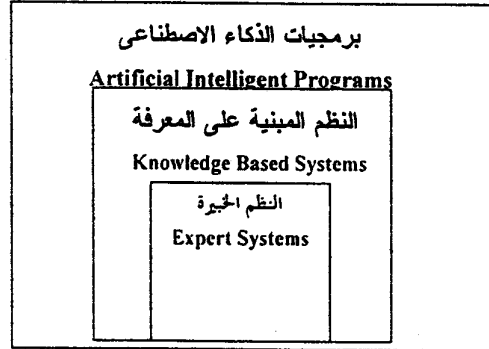 برمجيات الذكاء الاصطناعى
Artificial Intelligent Programs
النظم المبنية على المعرفة
Knowledge Based Systems
النظم الخبيرة
Expert Systems